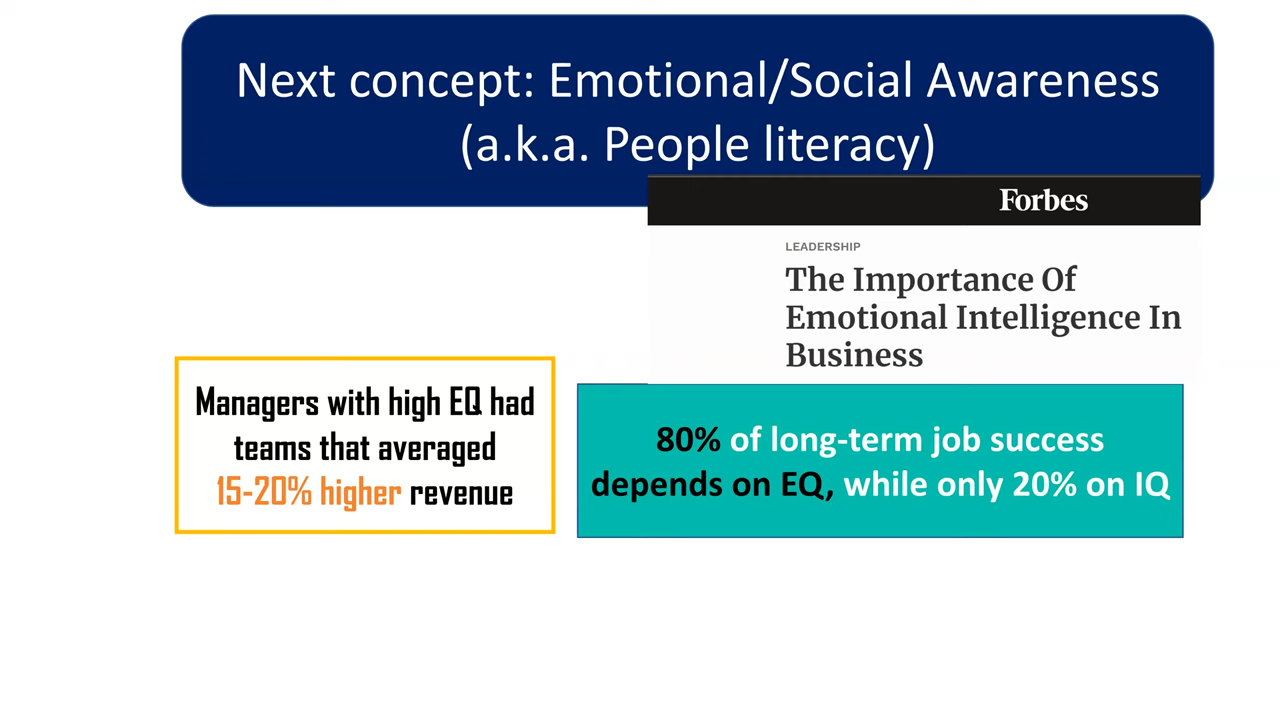 Next concept: Emotional/Social Awareness
(a.k.a. People literacy)
Forbes
LEADERSHIP
The Importance Of
Emotional Intelligence In
Business
Managers with high EQ had
teams that averaged
15-20% higher revenue
80% of long-term job success
depends on EQ, while only 20% on IQ